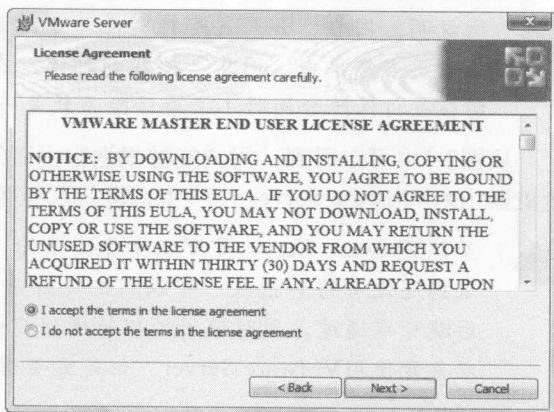 VMware Server
License Agreement
Please read the following license agreement carefully.
VMWARE MASTER END USER LICENSE AGREEMENT
NOTICE: BY DOWNLOADING AND INSTALLING, COPYING OR
OTHERWISE USING THE SOFTWARE, YOU AGREE TO BE BOUND
BY THE TERMS OF THIS EULA. IF YOU DO NOT AGREE TO THE
TERMS OF THIS EULA, YOU MAY NOT DOWNLOAD, INSTALL,
COPY OR USE THE SOFTWARE, AND YOU MAY RETURN THE
UNUSED SOFTWARE TO THE VENDOR FROM WHICH YOU
ACQUIRED IT WITHIN THIRTY (30) DAYS AND REQUEST A
REFUND OF THE LICENSE FEE, IF ANY, ALREADY PAID UPON
I accept the terms in the license agreement
I do not accept the terms in the license agreement
< Back Next > Cancel